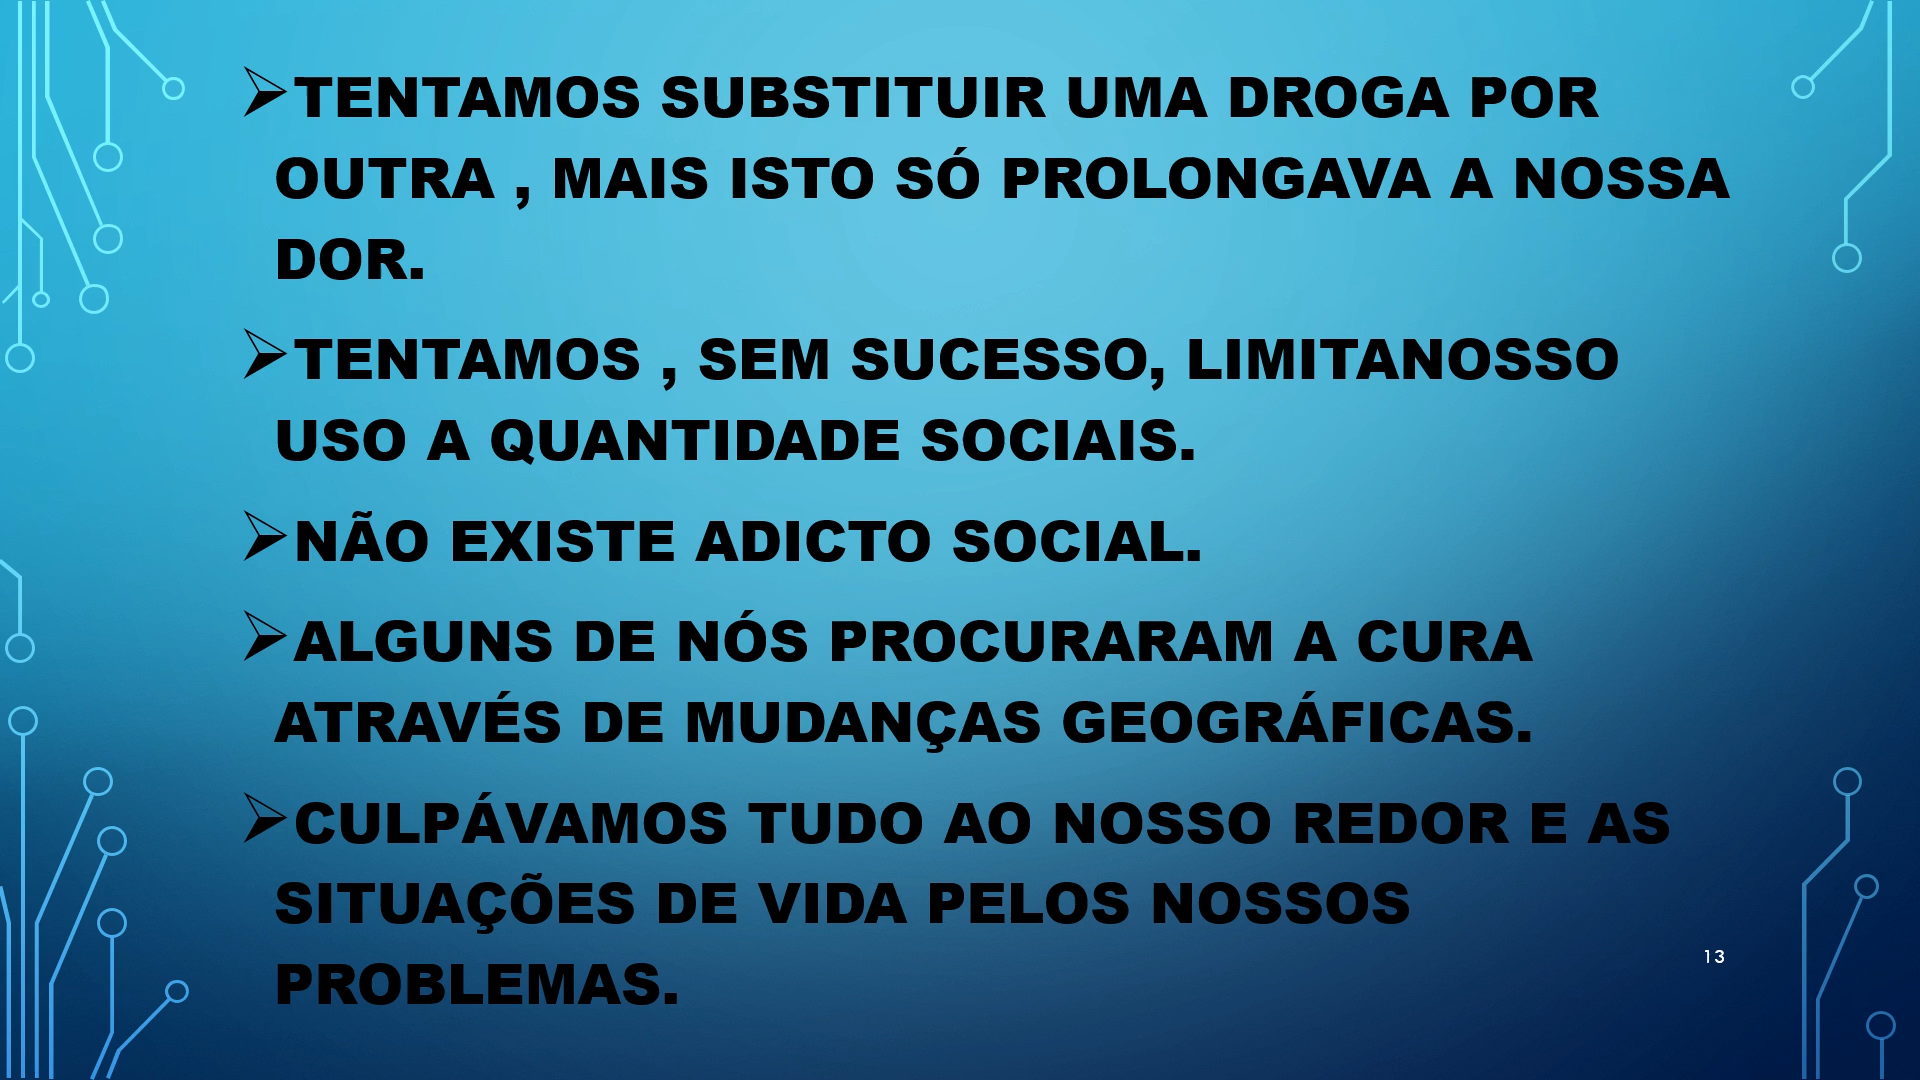 ➢TENTAMOS SUBSTITUIR UMA DROGA POR
OUTRA , MAIS ISTO SÓ PROLONGAVA A NOSSA
DOR.
➢TENTAMOS , SEM SUCESSO, LIMITANOSSO
USO A QUANTIDADE SOCIAIS.
➢NÃO EXISTE ADICTO SOCIAL.
➢ALGUNS DE NÓS PROCURARAM A CURA
ATRAVÉS DE MUDANÇAS GEOGRÁFICAS.
➢CULPÁVAMOS TUDO AO NOSSO REDOR E AS
SITUAÇÕES DE VIDA PELOS NOSSOS
PROBLEMAS.
13